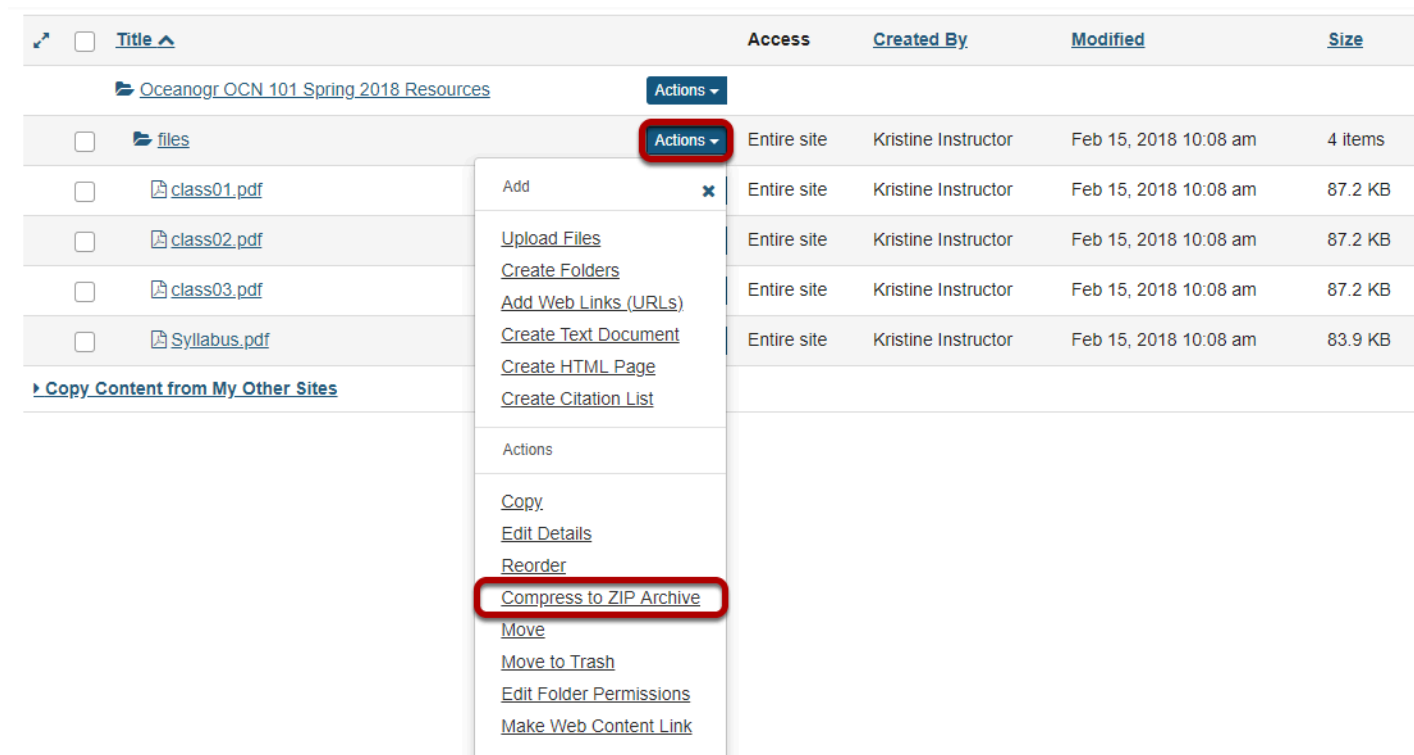 Title Access Created By Modified Size
Oceanogr OCN 101 Spring 2018 Resources Actions
files Actions Entire site Kristine Instructor Feb 15, 2018 10:08 am 4 items
class01.pdf Entire site Kristine Instructor Feb 15, 2018 10:08 am 87.2 KB
class02.pdf Entire site Kristine Instructor Feb 15, 2018 10:08 am 87.2 KB
class03.pdf Entire site Kristine Instructor Feb 15, 2018 10:08 am 87.2 KB
Syllabus.pdf Entire site Kristine Instructor Feb 15, 2018 10:08 am 83.9 KB
Copy Content from My Other Sites
Add
Upload Files
Create Folders
Add Web Links (URLs)
Create Text Document
Create HTML Page
Create Citation List
Actions
Copy
Edit Details
Reorder
Compress to ZIP Archive
Move
Move to Trash
Edit Folder Permissions
Make Web Content Link